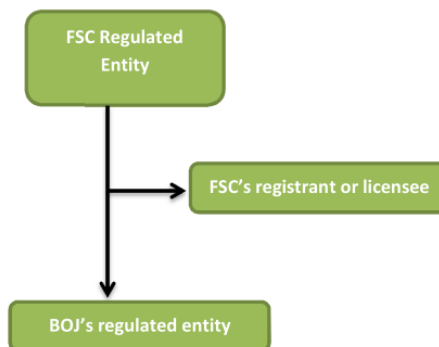 FSC Regulated
Entity
FSC’s registrant or licensee
BOJ’s regulated entity